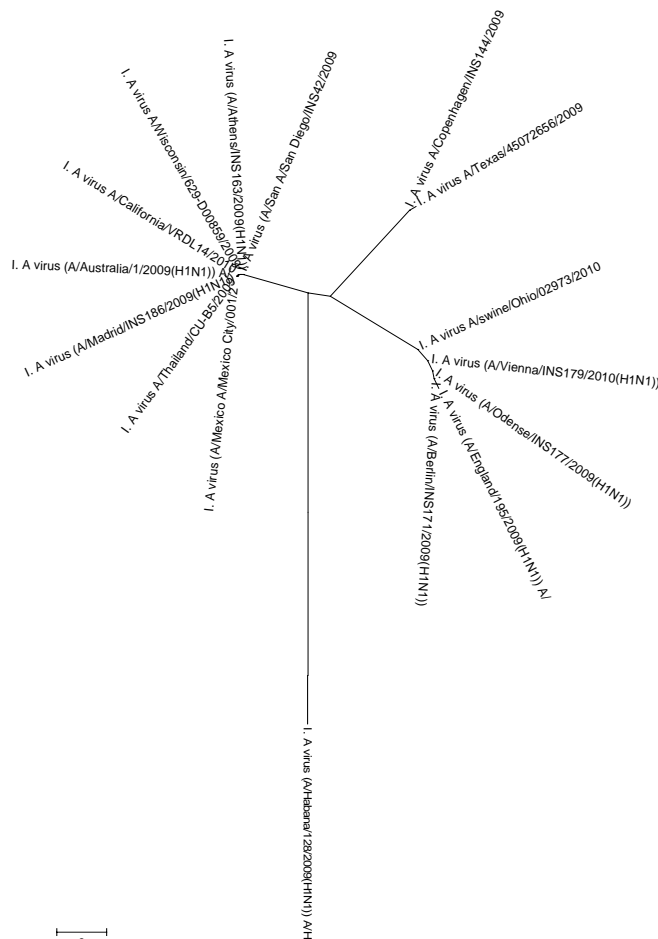 I. A virus (A/San A/San Diego/INS42/2009
I. A virus (A/Athens/INS163/2009(H1N1
I. A virus A/Wisconsin/629-D00859/2009
I. A virus A/California/VRDL14/201
I. A virus (A/Australia/1/2009(H1N1)) A
I. A virus (A/Madrid/INS186/2009(H1N1
I. A virus A/Thailand/CU-B5/2009
I. A virus (A/Mexico A/Mexico City/001/2
I. A virus A/Copenhagen/INS144/2009
I. A virus A/Texas/45072656/2009
I. A virus A/swine/Ohio/02973/2010
I. A virus (A/Vienna/INS179/2010(H1N1))
I. A virus (A/Odense/INS177/2009(H1N1))
I. A virus (A/England/195/2009(H1N1)) A/
I. A virus (A/Berlin/INS171/2009(H1N1))
I. A virus (A/Habana/128/2009(H1N1)) A/H